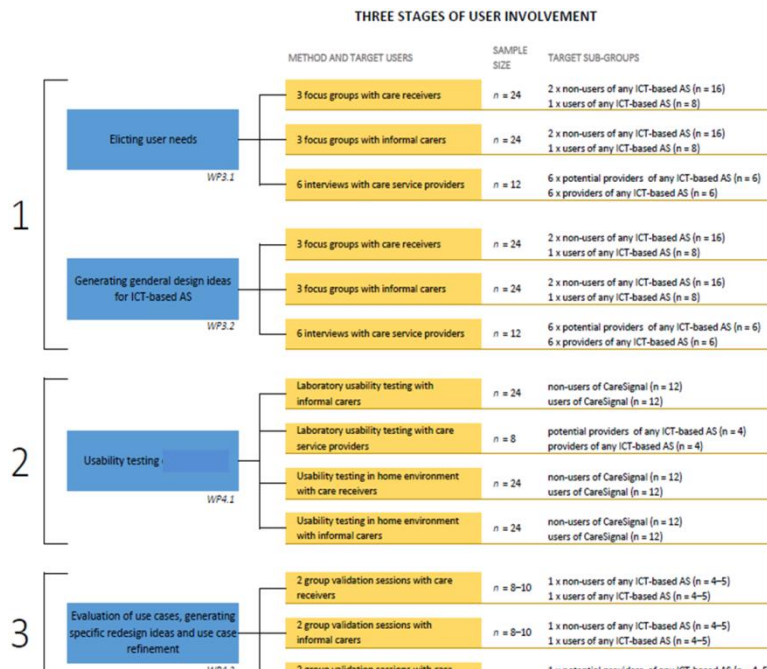 THREE STAGES OF USER INVOLVEMENT
METHOD AND TARGET USERS
SAMPLE
SIZE
TARGET SUB-GROUPS
1
Elicting user needs
WP3.1
3 focus groups with care receivers
n = 24
2 x non-users of any ICT-based AS (n = 16)
1 x users of any ICT-based AS (n = 8)
3 focus groups with informal carers
n = 24
2 x non-users of any ICT-based AS (n = 16)
1 x users of any ICT-based AS (n = 8)
6 interviews with care service providers
n = 12
6 x potential providers of any ICT-based AS (n = 6)
6 x providers of any ICT-based AS (n = 6)
Generating genderal design ideas
for ICT-based AS
WP3.2
3 focus groups with care receivers
n = 24
2 x non-users of any ICT-based AS (n = 16)
1 x users of any ICT-based AS (n = 8)
3 focus groups with informal carers
n = 24
2 x non-users of any ICT-based AS (n = 16)
1 x users of any ICT-based AS (n = 8)
6 interviews with care service providers
n = 12
6 x potential providers of any ICT-based AS (n = 6)
6 x providers of any ICT-based AS (n = 6)
2
Usability testing
WP4.1
Laboratory usability testing with
informal carers
n = 24
non-users of CareSignal (n = 12)
users of CareSignal (n = 12)
Laboratory usability testing with care
service providers
n = 8
potential providers of any ICT-based AS (n = 4)
providers of any ICT-based AS (n = 4)
Usability testing in home environment
with care receivers
n = 24
non-users of CareSignal (n = 12)
users of CareSignal (n = 12)
Usability testing in home environment
with informal carers
n = 24
non-users of CareSignal (n = 12)
users of CareSignal (n = 12)
3
Evaluation of use cases, generating
specific redesign ideas and use case
refinement
2 group validation sessions with care
receivers
n = 8–10
1 x non-users of any ICT-based AS (n = 4–5)
1 x users of any ICT-based AS (n = 4–5)
2 group validation sessions with
informal carers
n = 8–10
1 x non-users of any ICT-based AS (n = 4–5)
1 x users of any ICT-based AS (n = 4–5)